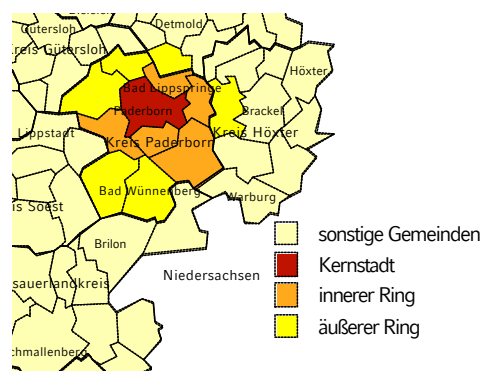 Gütersloh
Detmold
Kreis Gütersloh
Höxter
Bad Lippspringe
Paderborn
Brackel
Lippstadt
Kreis Höxter
Kreis Paderborn
Bad Wünnenberg
Warburg
is Soest
Brilon
sonstige Gemeinden
Niedersachsen
Kernstadt
sauerlandkreis
innerer Ring
äußerer Ring
chmallenberg